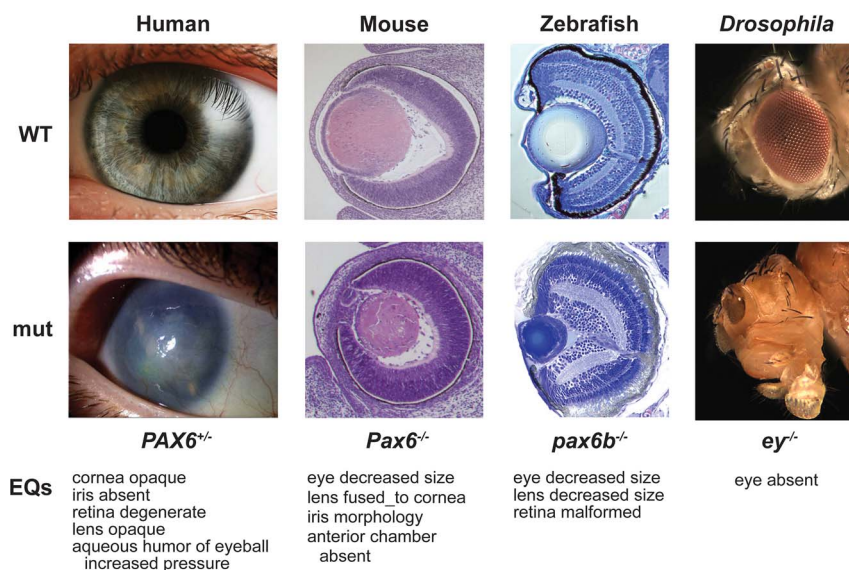 Human Mouse Zebrafish Drosophila
WT
mut
PAX6+/- Pax6-/- pax6b-/- ey-/-
EQs
cornea opaque
iris absent
retina degenerate
lens opaque
aqueous humor of eyeball
increased pressure
eye decreased size
lens fused_to cornea
iris morphology
anterior chamber
absent
eye decreased size
lens decreased size
retina malformed
eye absent